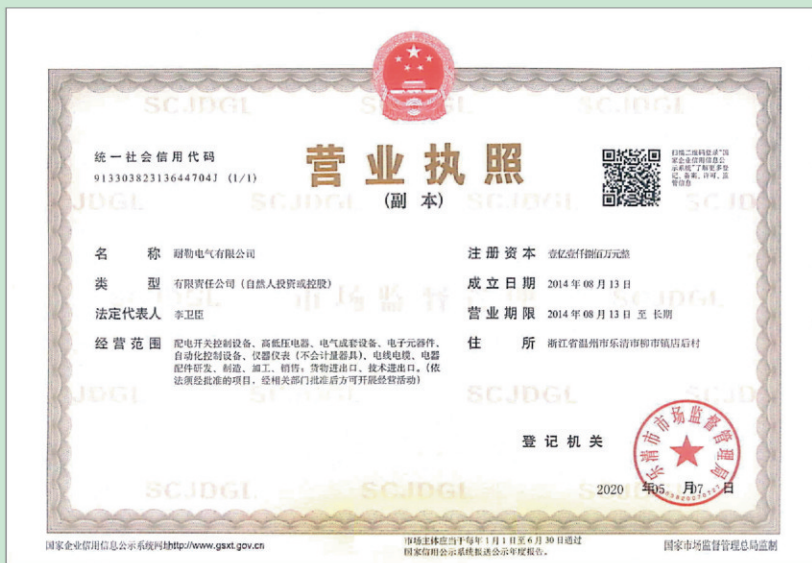 统一社会信用代码
91330382313644704J (1/1)
营业执照
(副 本)
扫描二维码登录“国
家企业信用信息公
示系统”了解更多登
记、备案、许可、监
管信息
名 称 耐勒电气有限公司
类 型 有限责任公司（自然人投资或控股）
法定代表人 李卫臣
经营范围 配电开关控制设备、高低压电器、电气成套设备、电子元器件、
自动化控制设备、仪器仪表（不会计量器具）、电线电缆、电器
配件研发、制造、加工、销售；货物进出口、技术进出口。（依
法须经批准的项目，经相关部门批准后方可开展经营活动）
注册资本 壹亿壹仟捌佰万元整
成立日期 2014年08月13日
营业期限 2014年08月13日 至 长期
住 所 浙江省温州市乐清市柳市镇店后村
登记机关
乐清市市场监督管理局
2020 年05 月07 日
SCJDGL
市场监督管理
国家企业信用信息公示系统网址http://www.gsxt.gov.cn
市场主体应当于每年1月1日至6月30日通过
国家信用公示系统报送公示年度报告。
国家市场监督管理总局监制